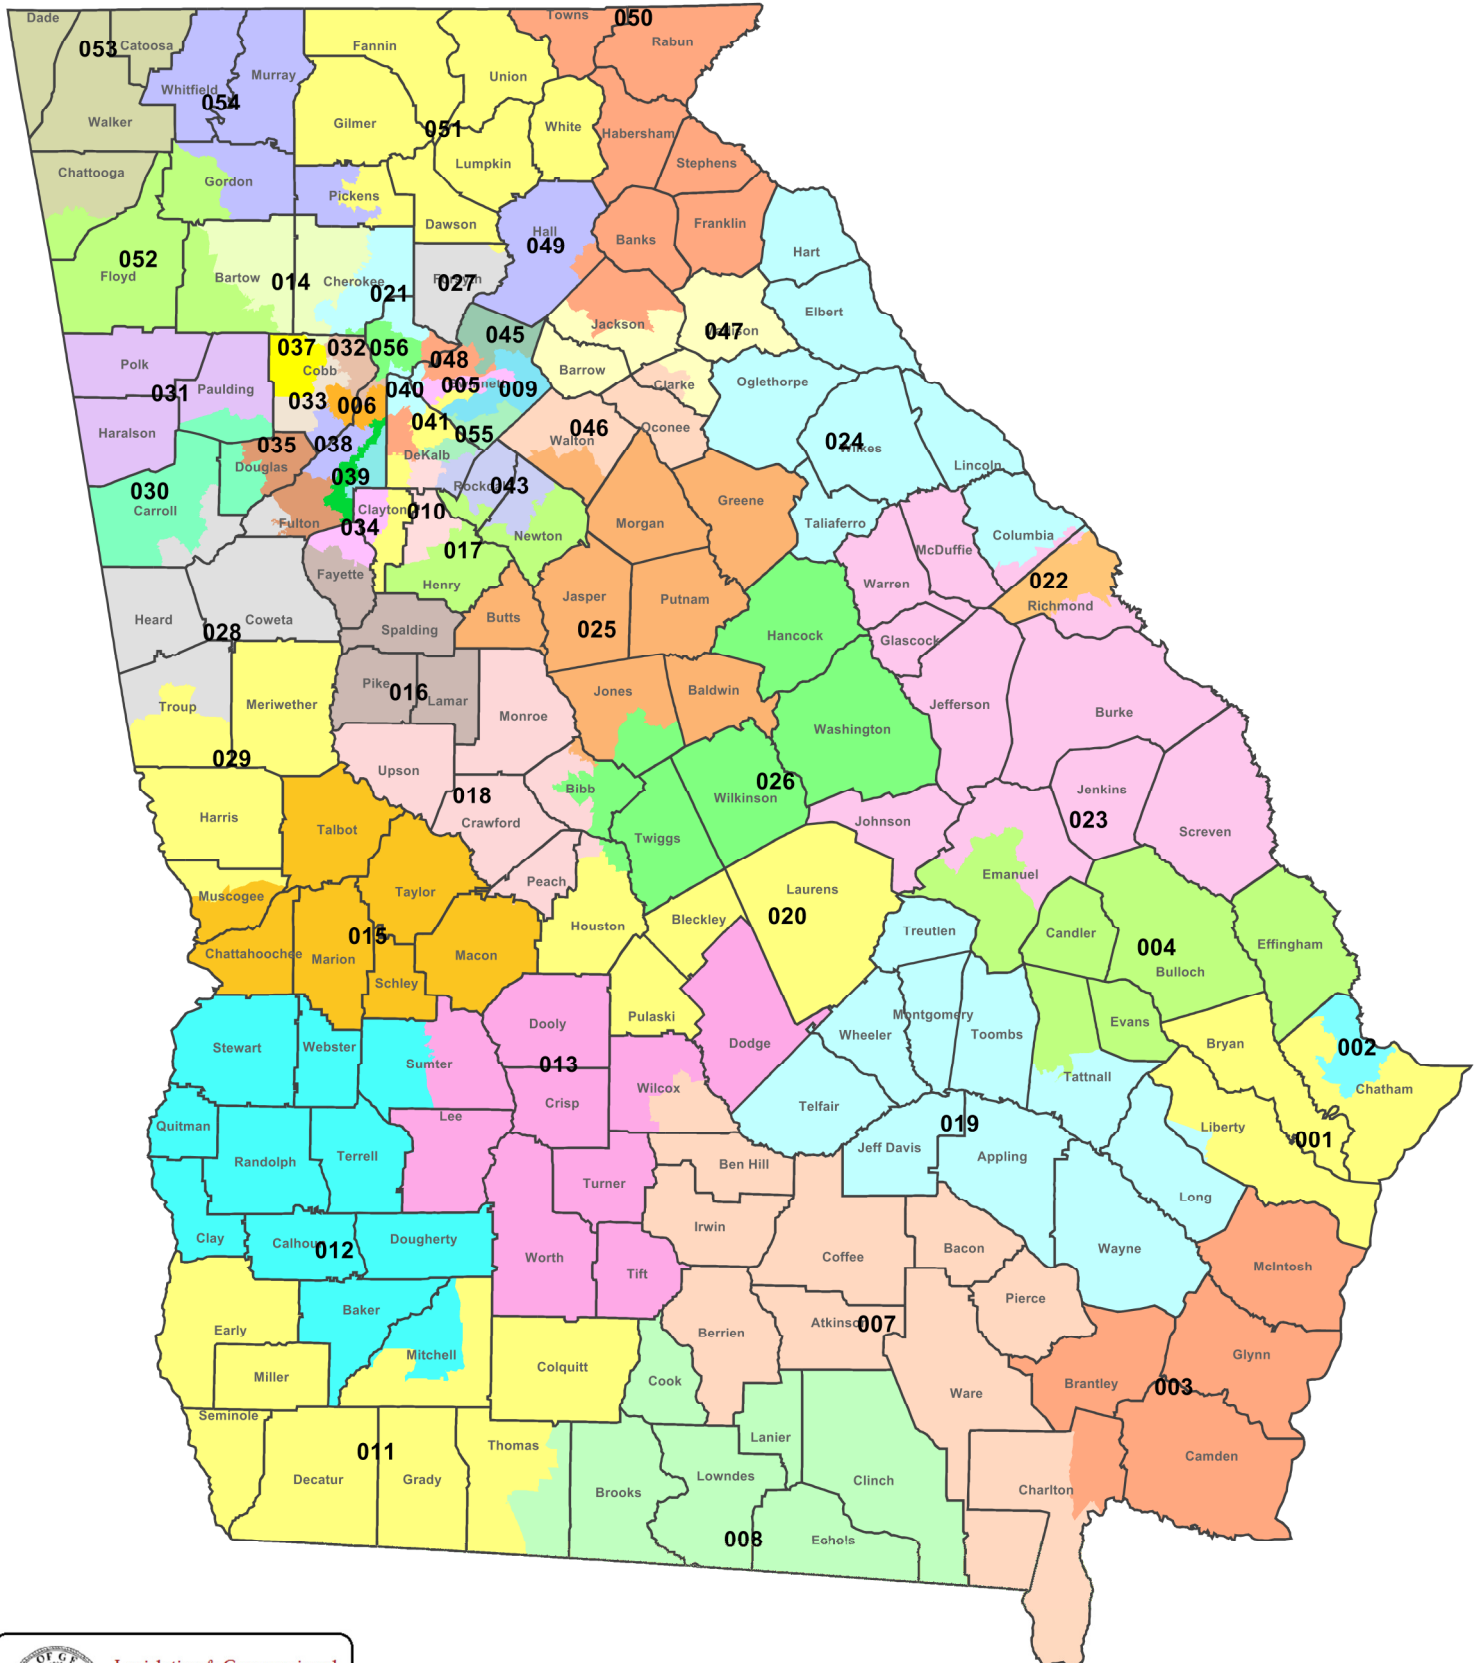 Dade
Towns
050
053
Catoosa
Fannin
Rabun
Whitfield
054
Murray
Union
Walker
Gilmer
051
White
Habersham
Chattooga
Gordon
Pickens
Lumpkin
Stephens
Dawson
Hall
049
Banks
Franklin
Hart
052
Floyd
Bartow
014
Cherokee
021
027
Elbert
Jackson
047
045
037
032
056
048
Cobb
Polk
031
Paulding
040
005
009
Barrow
Clarke
Oglethorpe
033
006
041
055
046
Walton
Oconee
024
Wilkes
Haralson
035
038
Douglas
DeKalb
Lincoln
030
Carroll
039
043
Greene
Fulton
034
Clayton
010
Newton
Morgan
Taliaferro
Columbia
017
McDuffie
Fayette
Henry
Warren
022
Richmond
Heard
028
Coweta
Spalding
Butts
Jasper
025
Putnam
Hancock
Glascock
Pike
016
Lamar
Monroe
Jones
Baldwin
Troup
Meriwether
029
Washington
Jefferson
Burke
Upson
018
Crawford
Bibb
026
Wilkinson
Jenkins
023
Screven
Harris
Talbot
Twiggs
Johnson
Muscogee
Taylor
Peach
Laurens
020
Emanuel
Chattahoochee
Marion
015
Schley
Macon
Houston
Bleckley
Treutlen
Candler
004
Bulloch
Effingham
Stewart
Webster
Sumter
Dooly
013
Pulaski
Dodge
Wheeler
Montgomery
Toombs
Evans
Tattnall
Bryan
002
Chatham
Quitman
Lee
Crisp
Wilcox
Telfair
019
Liberty
001
Randolph
Terrell
Turner
Ben Hill
Jeff Davis
Appling
Long
Clay
Calhoun
012
Dougherty
Worth
Tift
Irwin
Coffee
Bacon
Wayne
McIntosh
Early
Baker
Mitchell
Miller
Colquitt
Berrien
Atkinson
007
Pierce
Glynn
Seminole
Cook
Ware
Brantley
003
011
Decatur
Grady
Thomas
Brooks
Lanier
Lowndes
Clinch
Charlton
Camden
008
Echols